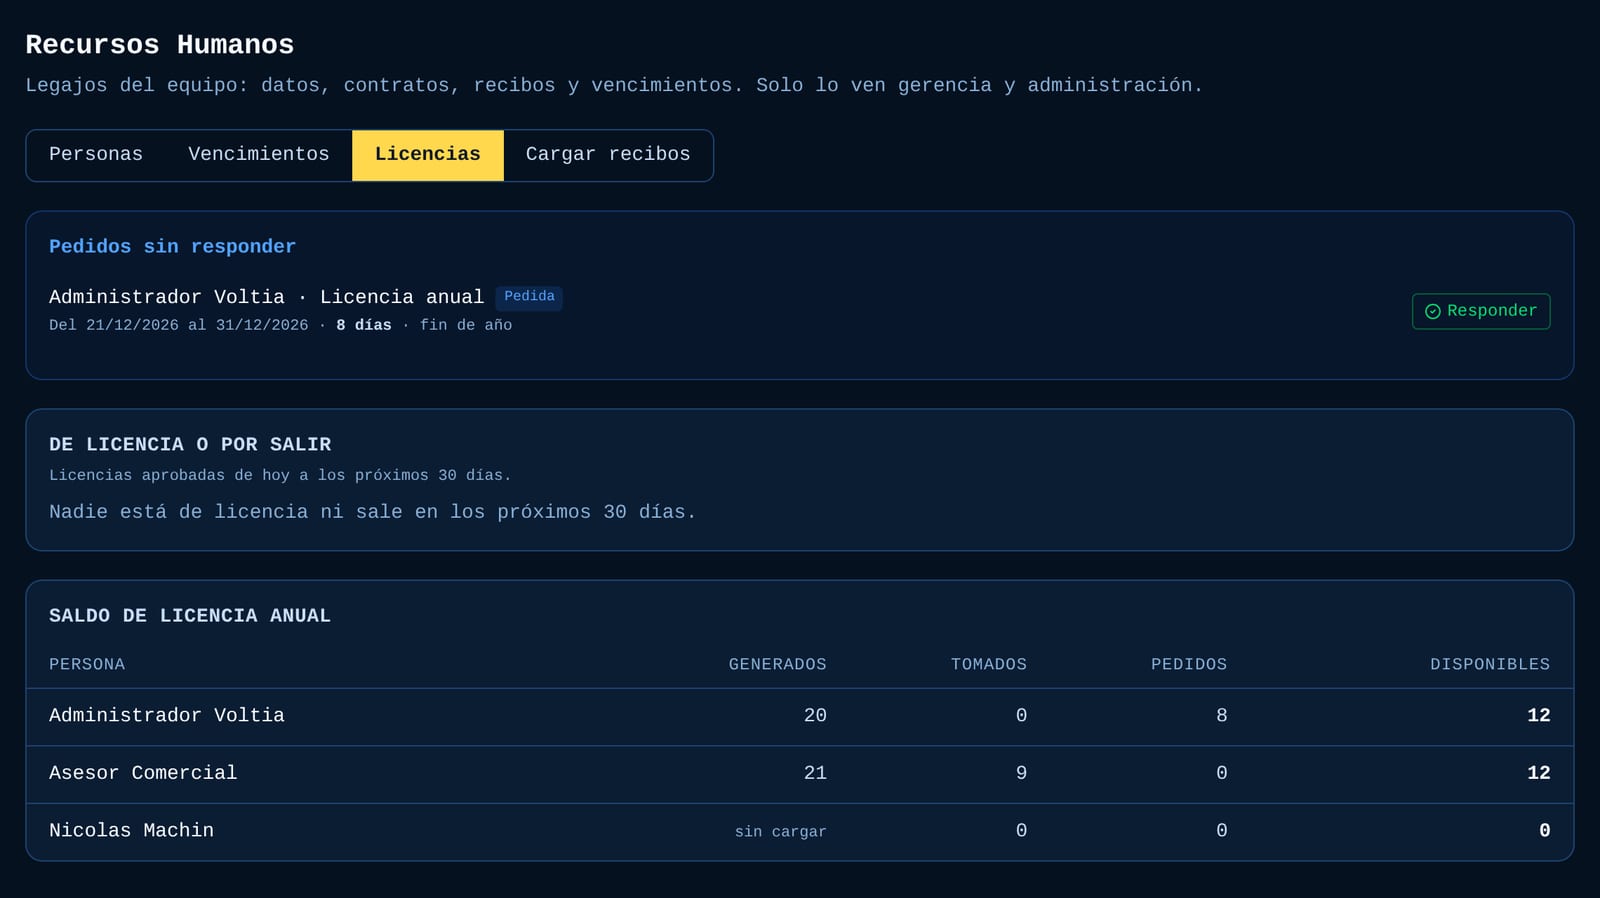 Recursos Humanos
Legajos del equipo: datos, contratos, recibos y vencimientos. Solo lo ven gerencia y administración.
Personas Vencimientos Licencias Cargar recibos
Pedidos sin responder
Administrador Voltia · Licencia anual Pedida
Del 21/12/2026 al 31/12/2026 · 8 días · fin de año
Responder
DE LICENCIA O POR SALIR
Licencias aprobadas de hoy a los próximos 30 días.
Nadie está de licencia ni sale en los próximos 30 días.
SALDO DE LICENCIA ANUAL
PERSONA GENERADOS TOMADOS PEDIDOS DISPONIBLES
Administrador Voltia 20 0 8 12
Asesor Comercial 21 9 0 12
Nicolas Machin sin cargar 0 0 0